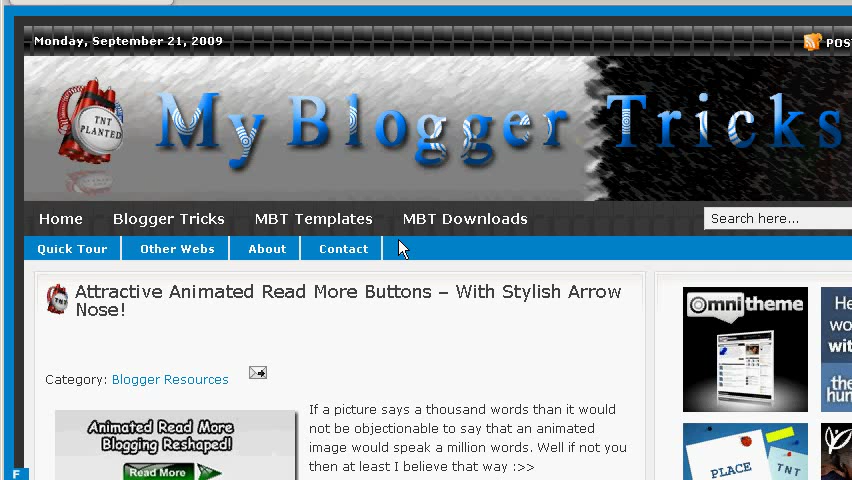 Monday, September 21, 2009
TNT
PLANTED
My Blogger Tricks
Home Blogger Tricks MBT Templates MBT Downloads
Search here...
Quick Tour Other Webs About Contact
Attractive Animated Read More Buttons – With Stylish Arrow
Nose!
TNT
Category: Blogger Resources
If a picture says a thousand words than it would
not be objectionable to say that an animated
image would speak a million words. Well if not you
then at least I believe that way :>>
Animated Read More
Blogging Reshaped!
Read More
omnitheme
PLACE
TNT
F